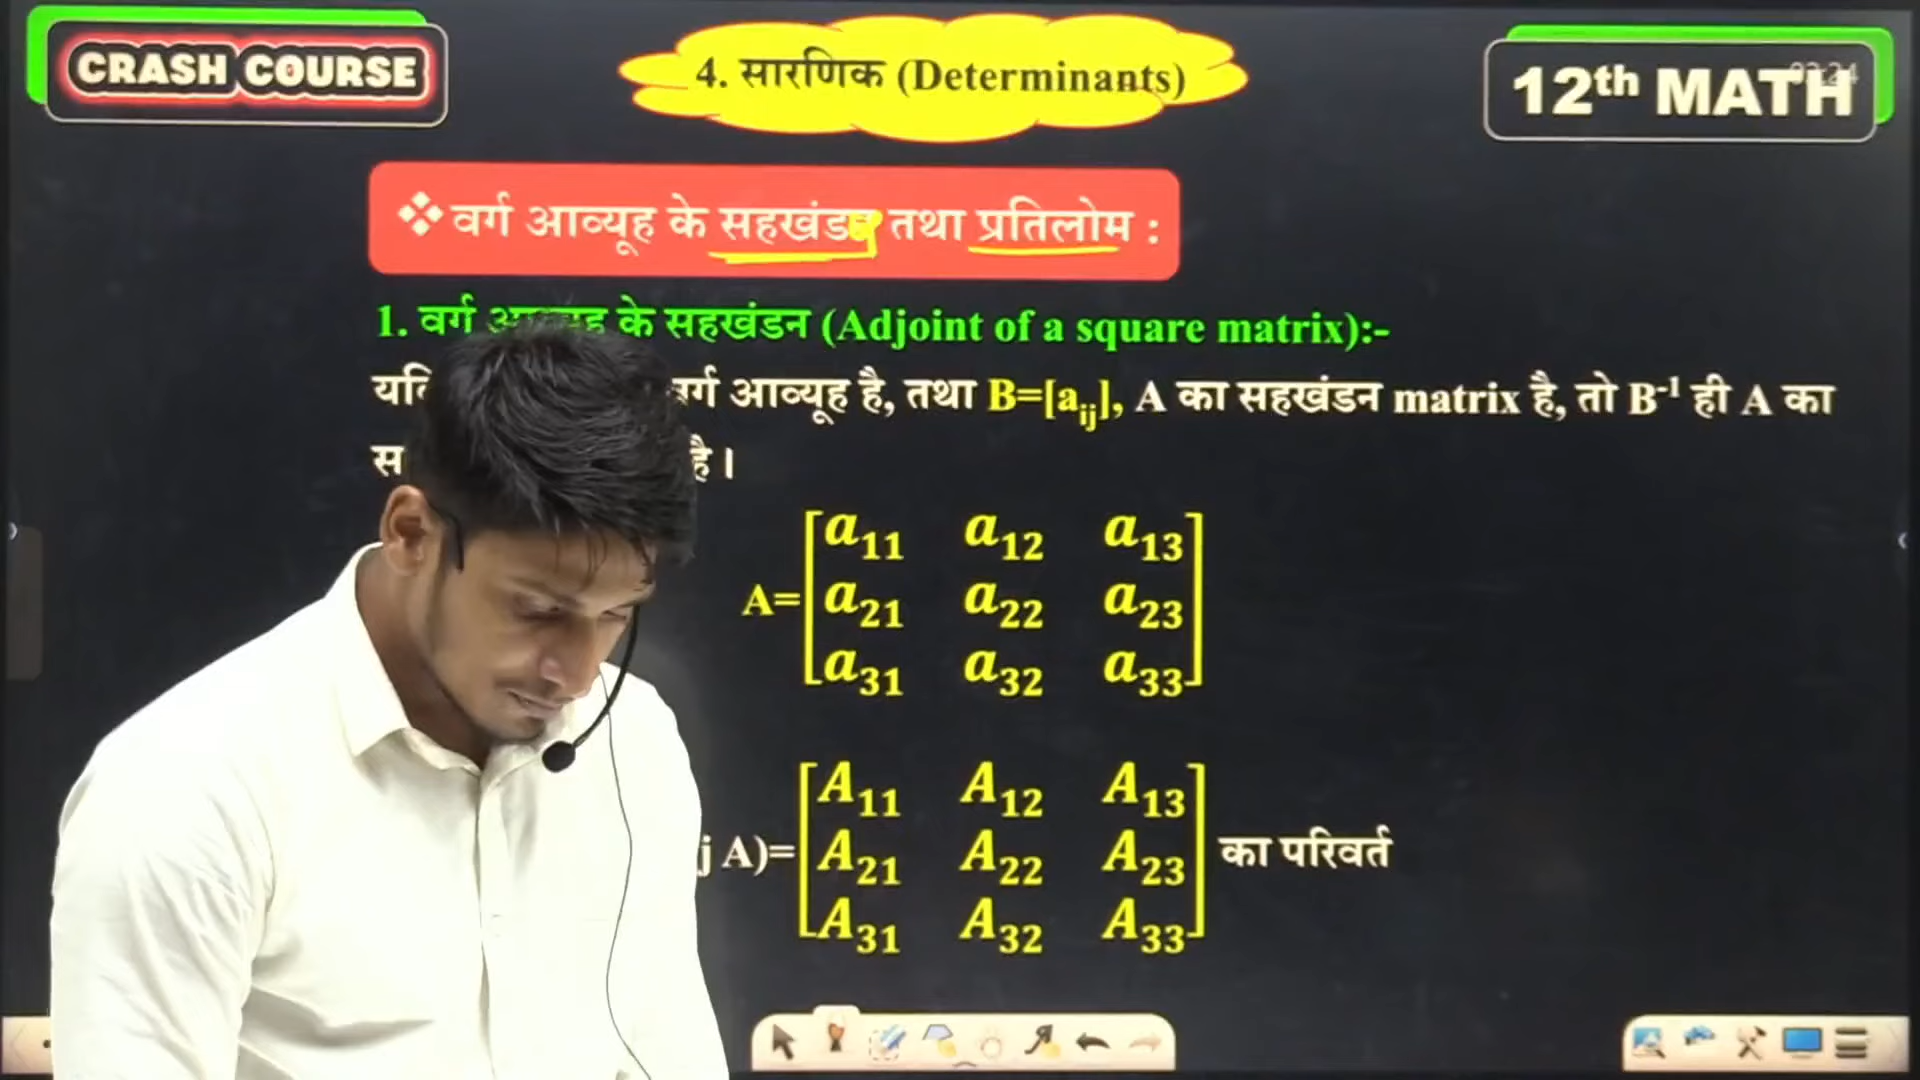 CRASH COURSE
4. सारणिक (Determinants)
12th MATH
❖वर्ग आव्यूह के सहखंडन तथा प्रतिलोम :
1. वर्ग के सहखंडन (Adjoint of a square matrix):-
वर्ग आव्यूह है, तथा B=[aᵢⱼ], A का सहखंडन matrix है, तो B⁻¹ ही A का
है।
A=[a₁₁ a₁₂ a₁₃
a₂₁ a₂₂ a₂₃
a₃₁ a₃₂ a₃₃]
j A)=[A₁₁ A₁₂ A₁₃
A₂₁ A₂₂ A₂₃
A₃₁ A₃₂ A₃₃] का परिवर्त